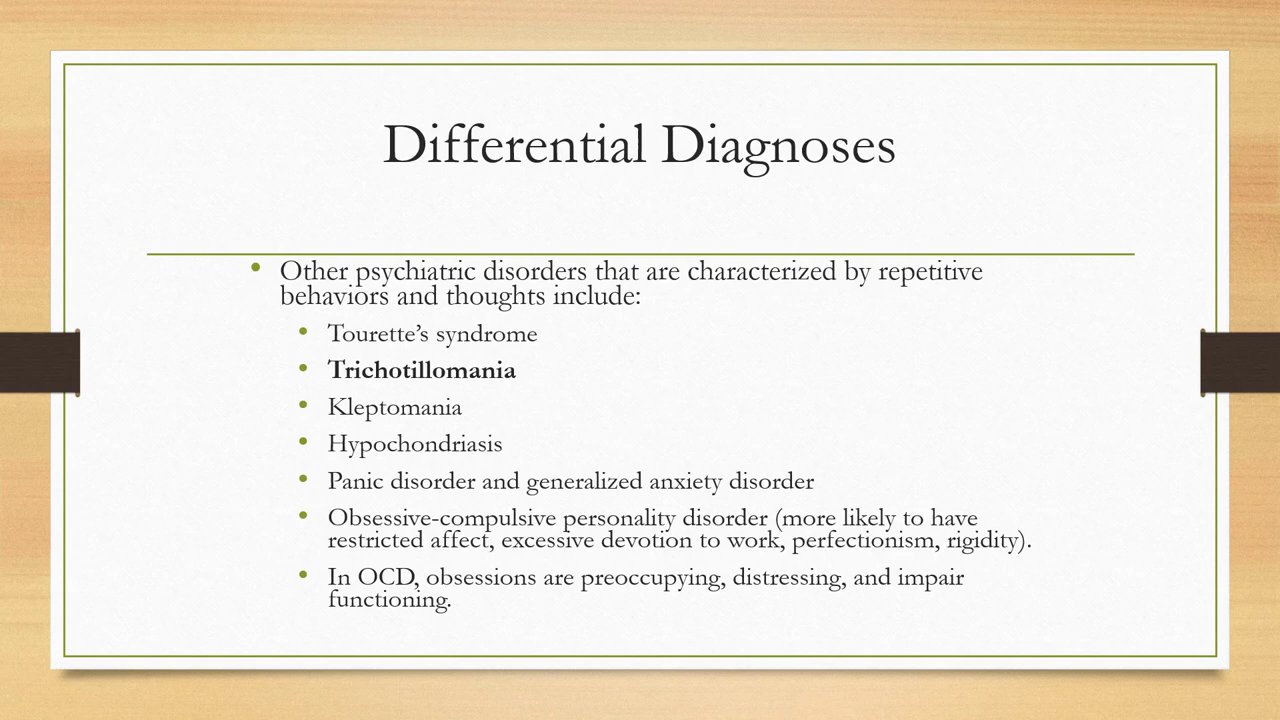 Differential Diagnoses
• Other psychiatric disorders that are characterized by repetitive
behaviors and thoughts include:
• Tourette’s syndrome
• Trichotillomania
• Kleptomania
• Hypochondriasis
• Panic disorder and generalized anxiety disorder
• Obsessive-compulsive personality disorder (more likely to have
restricted affect, excessive devotion to work, perfectionism, rigidity).
• In OCD, obsessions are preoccupying, distressing, and impair
functioning.